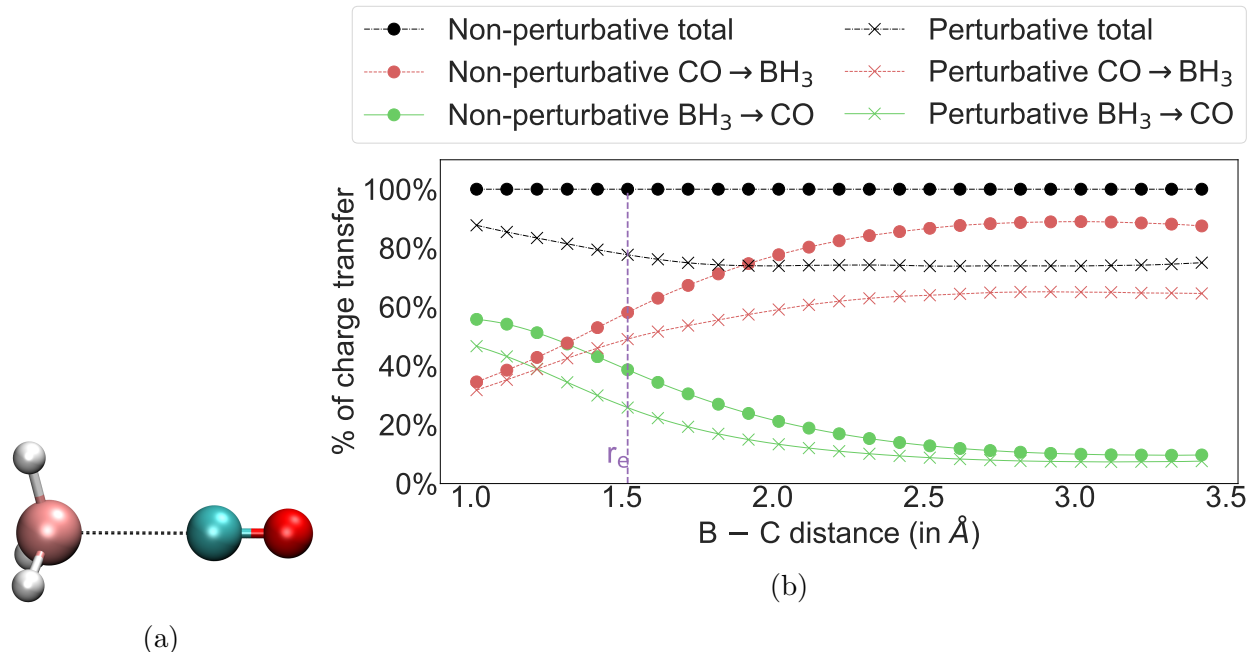 Non-perturbative total
Perturbative total
Non-perturbative CO → BH₃
Perturbative CO → BH₃
Non-perturbative BH₃ → CO
Perturbative BH₃ → CO
% of charge transfer
100%
80%
60%
40%
20%
0%
rₑ
1.0 1.5 2.0 2.5 3.0 3.5
B − C distance (in Å)
(b)
(a)